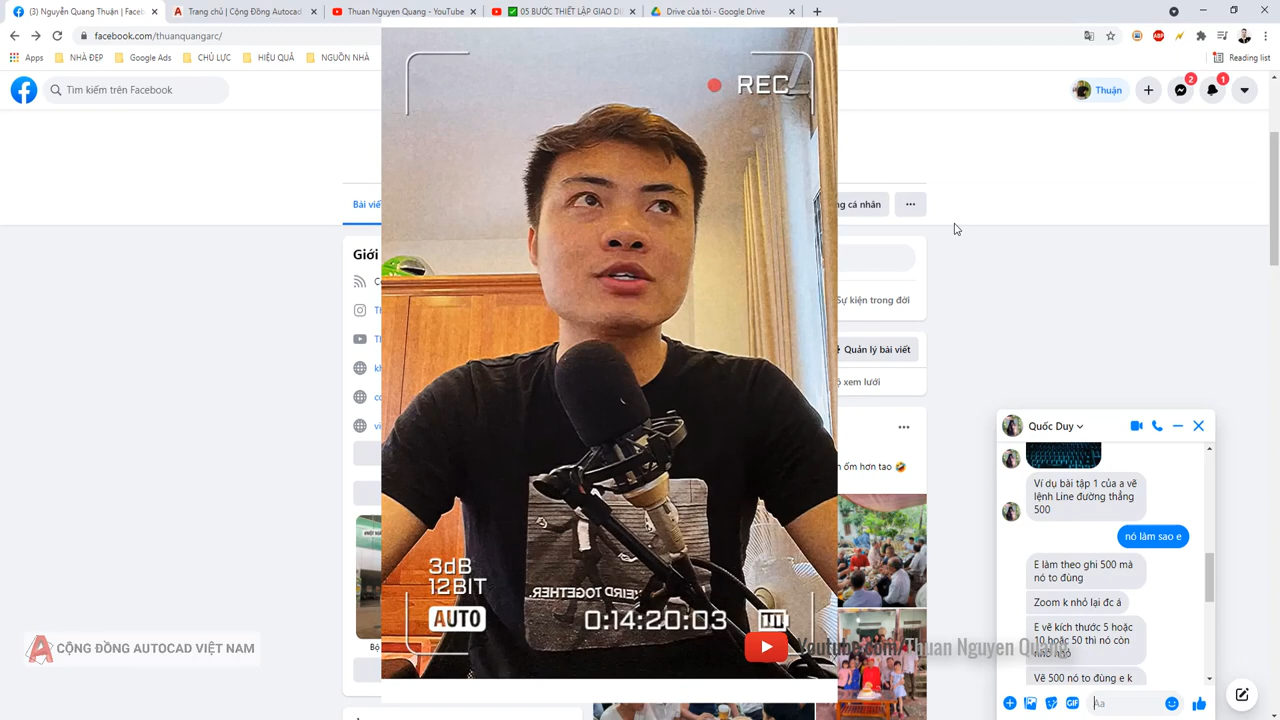 (3) Nguyễn Quang Thuận | Faceb
Trang chủ | Cộng Đồng Autocad
Thuan Nguyen Quang - YouTube
05 BƯỚC THIẾT LẬP GIAO DI
Drive của tôi - Google Drive
facebook.com/thuanquangarc/
Apps
NHÀ ĐẸP
Google Ads
CHỦ LỰC
HIỆU QUẢ
NGUỒN NHÀ
Reading list
Tìm kiếm trên Facebook
Thuận
2
1
REC
Bài viế
ng cá nhân
Giới
Sự kiện trong đời
Quản lý bài viết
xem lưới
n ốm hơn tao
Quốc Duy
Ví dụ bài tập 1 của a vẽ
lệnh Line đường thẳng
500
nó làm sao e
E làm theo ghi 500 mà
nó to đùng
Zoom k nhỏ lại đc a
E vẽ kích thước 5 hoặc
10 hoặc 50 thì
Vẽ 500 nó to đùng e k
Aa
3dB
12BIT
AUTO
WEIRD TOGETHER.
0:14:20:03
CỘNG ĐỒNG AUTOCAD VIỆT NAM
Youtube.com/Thuan Nguyen Quang
Bộ